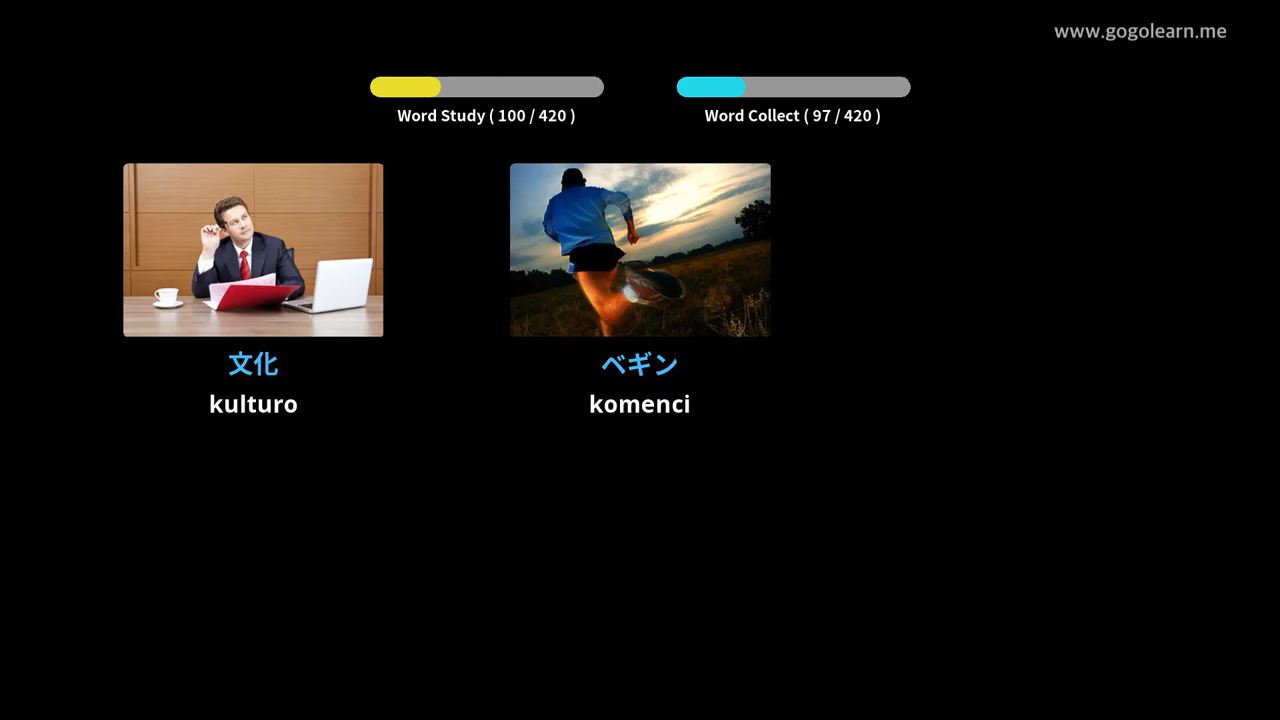 www.gogolearn.me
Word Study ( 100 / 420 )
Word Collect ( 97 / 420 )
文化
kulturo
ベギン
komenci